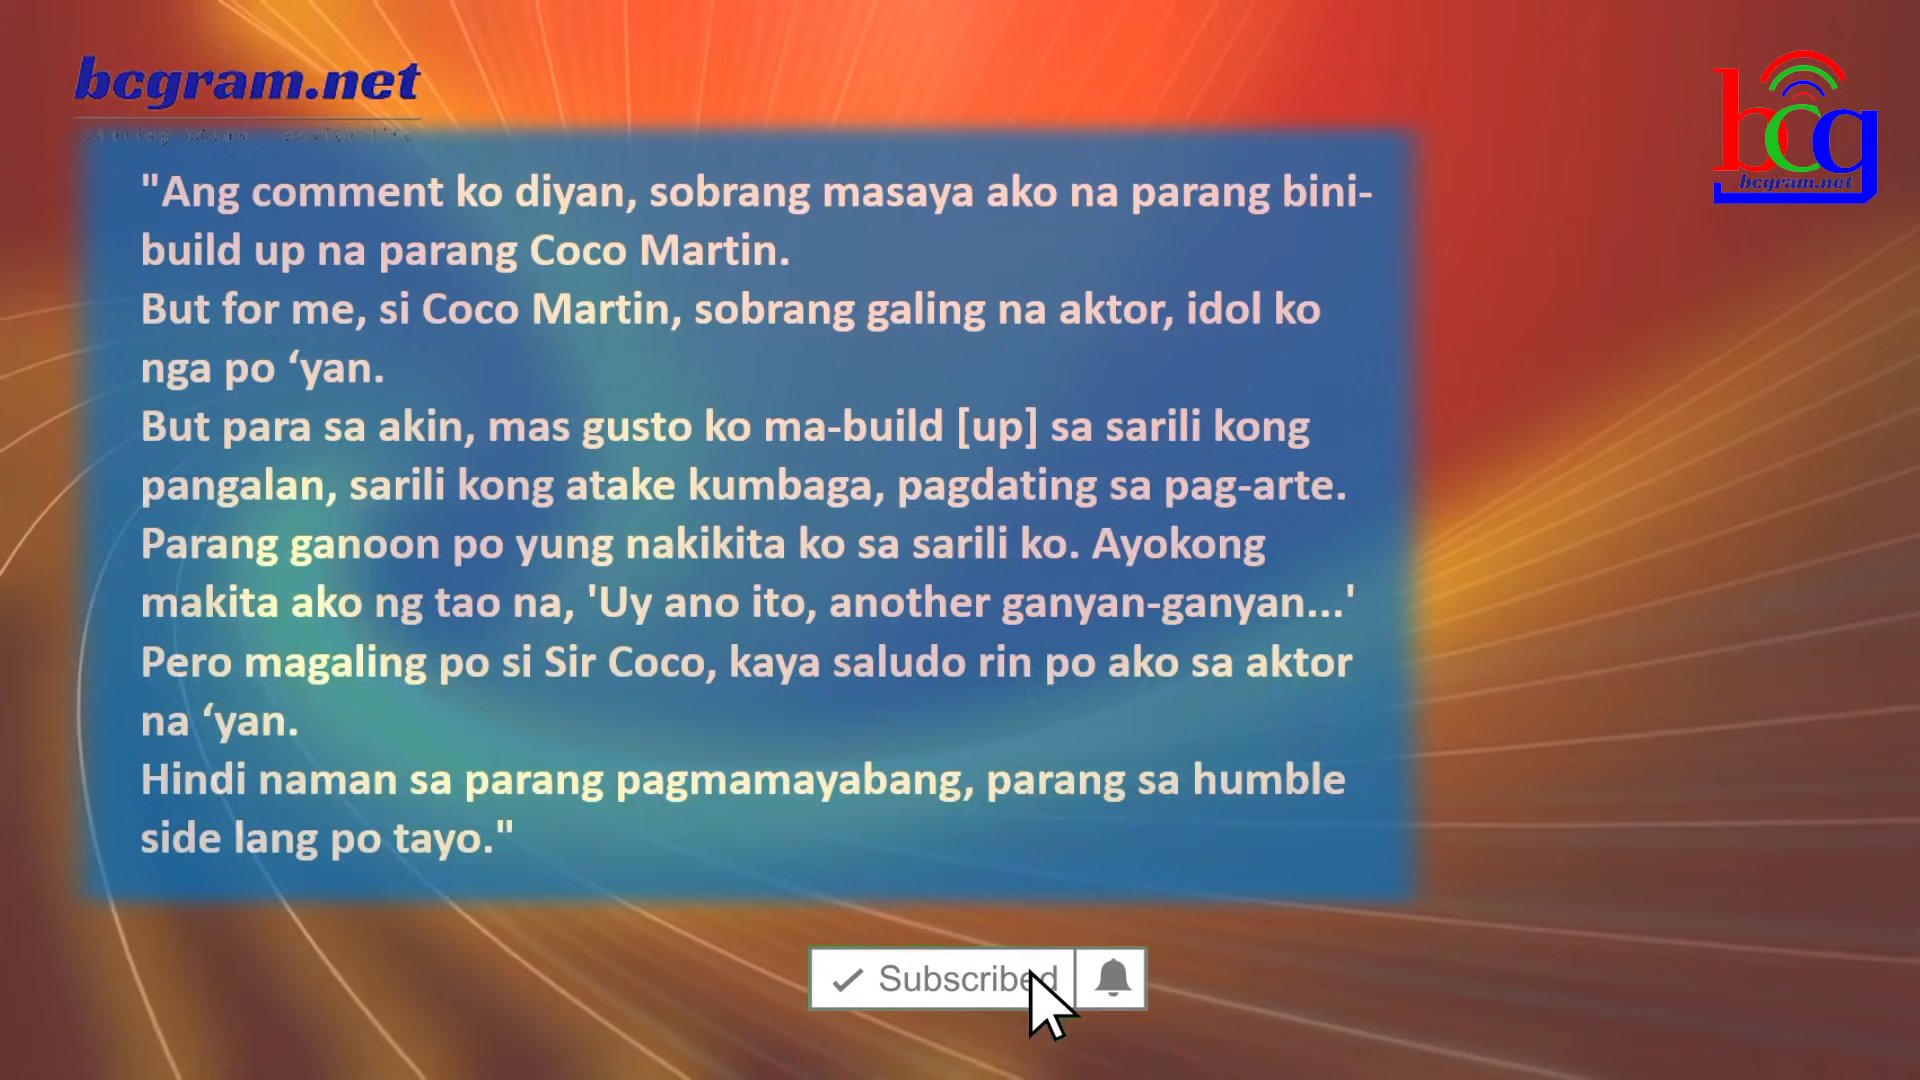 bcgram.net
bcg
bcgram.net
"Ang comment ko diyan, sobrang masaya ako na parang bini-
build up na parang Coco Martin.
But for me, si Coco Martin, sobrang galing na aktor, idol ko
nga po ‘yan.
But para sa akin, mas gusto ko ma-build [up] sa sarili kong
pangalan, sarili kong atake kumbaga, pagdating sa pag-arte.
Parang ganoon po yung nakikita ko sa sarili ko. Ayokong
makita ako ng tao na, 'Uy ano ito, another ganyan-ganyan...'
Pero magaling po si Sir Coco, kaya saludo rin po ako sa aktor
na ‘yan.
Hindi naman sa parang pagmamayabang, parang sa humble
side lang po tayo."
Subscribed